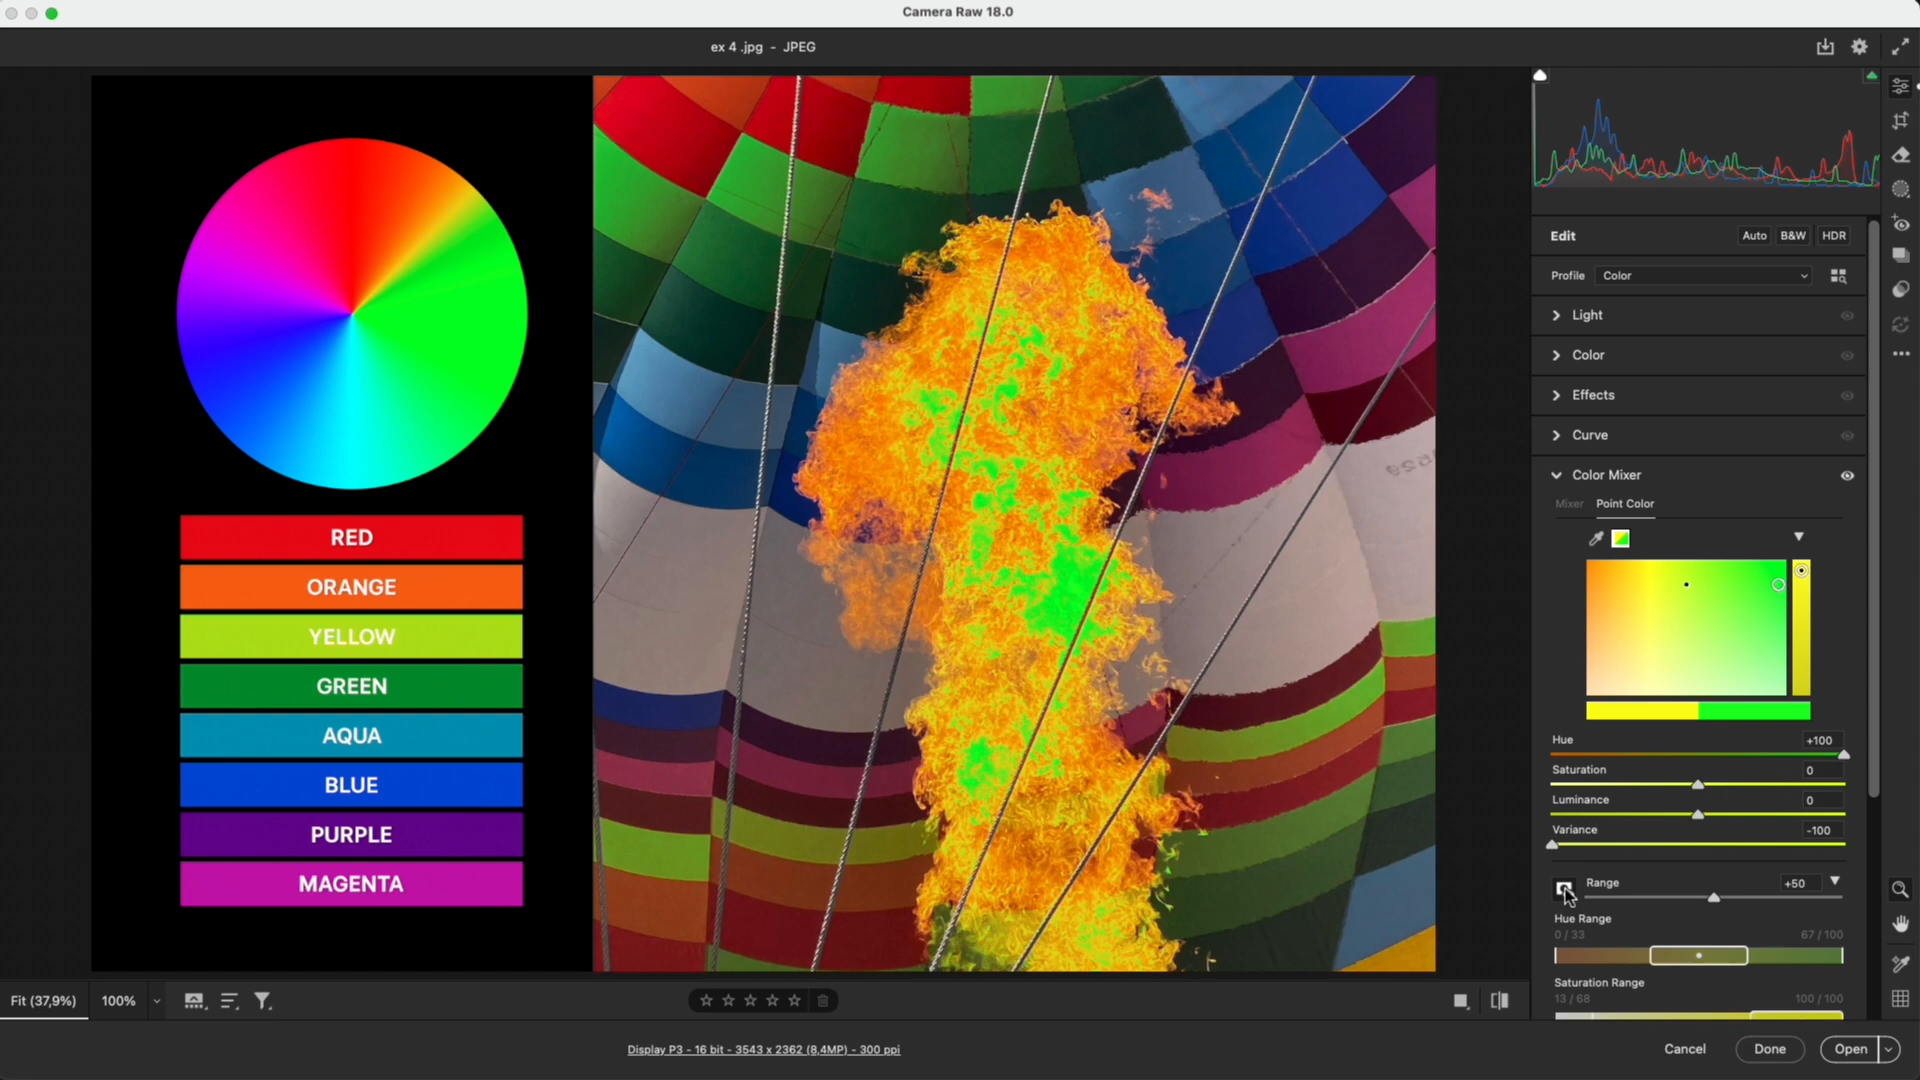 Camera Raw 18.0
ex 4 .jpg - JPEG
RED
ORANGE
YELLOW
GREEN
AQUA
BLUE
PURPLE
MAGENTA
Edit
Auto
B&W
HDR
Profile
Color
Light
Color
Effects
Curve
Color Mixer
Mixer
Point Color
Hue
+100
Saturation
0
Luminance
0
Variance
-100
Range
+50
Hue Range
0 / 33
67 / 100
Saturation Range
13 / 68
100 / 100
Fit (37,9%)
100%
Display P3 - 16 bit - 3543 x 2362 (8,4MP) - 300 ppi
Cancel
Done
Open